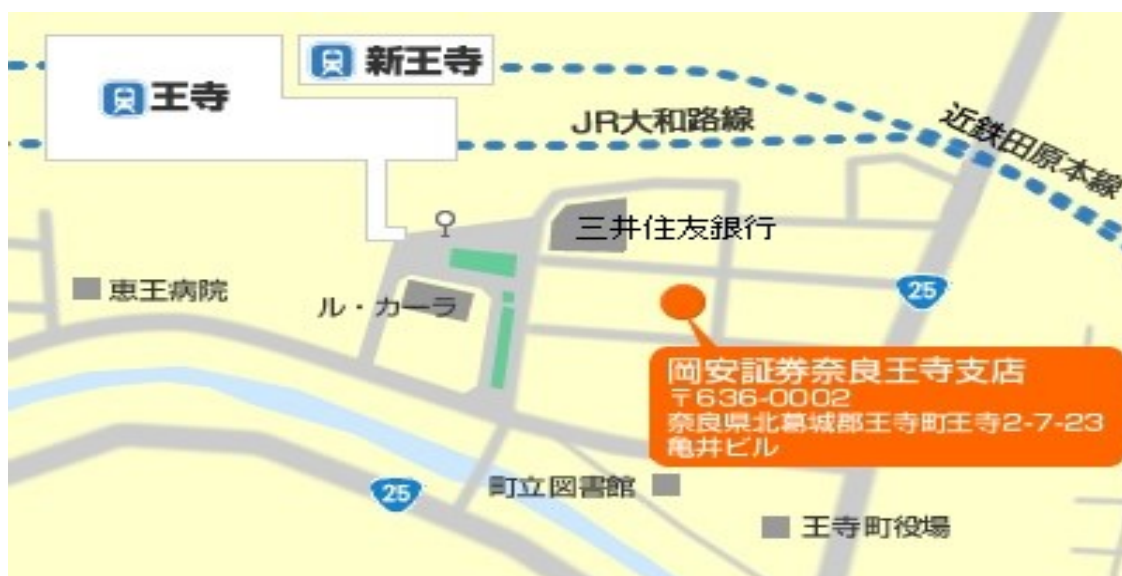 新王寺
王寺
JR大和路線
近鉄田原本線
三井住友銀行
恵王病院
ル・カーラ
25
岡安証券奈良王寺支店
〒636-0002
奈良県北葛城郡王寺町王寺2-7-23
亀井ビル
25
町立図書館
王寺町役場